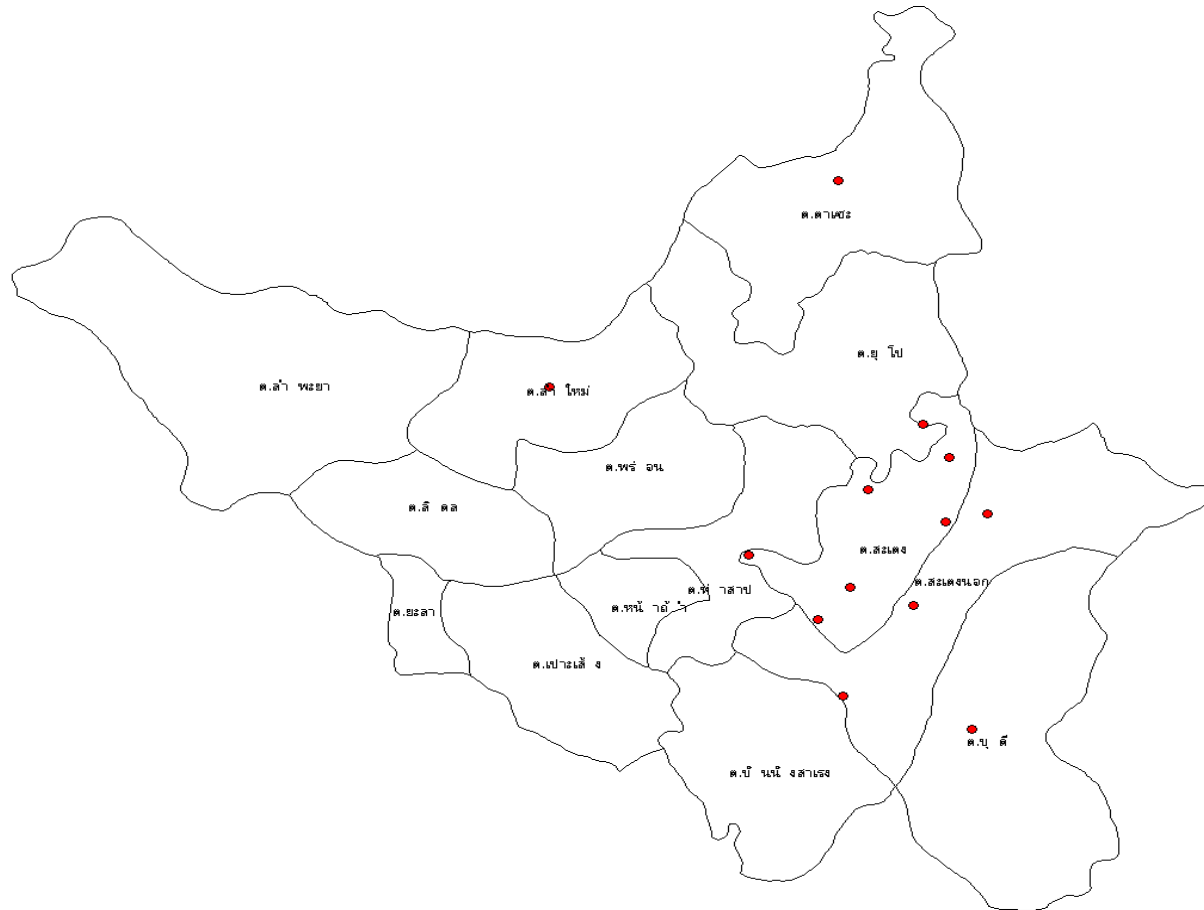 ต.ตาเซะ
ต.ยุโป
ต.ลำพะยา
ต.ลำใหม่
ต.พร่อน
ต.ลิดล
ต.สะเตง
ต.สะเตงนอก
ต.ท่าสาป
ต.หน้าถ้ำ
ต.ยะลา
ต.เปาะเส้ง
ต.บันนังสาเรง
ต.บุดี